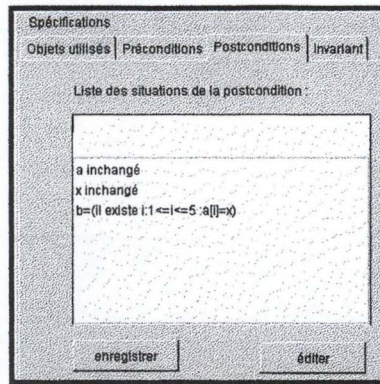 Spécifications
Objets utilisés Préconditions Postconditions Invariant
Liste des situations de la postcondition :
a inchangé
x inchangé
b=(il existe i:1<=i<=5 :a[i]=x)
enregistrer éditer